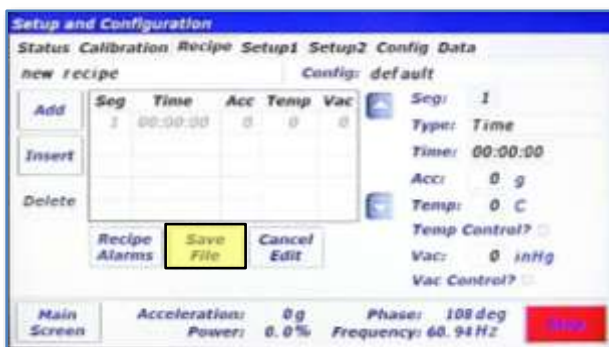 Setup and Configuration
Status Calibration Recipe Setup1 Setup2 Config Data
new recipe Config: default
Add
Insert
Delete
Seg Time Acc Temp Vac
1 00:00:00 0 0 0
Recipe Alarms
Save File
Cancel Edit
Seg: 1
Type: Time
Time: 00:00:00
Acc: 0 g
Temp: 0 C
Temp Control?
Vac: 0 inHg
Vac Control?
Main Screen
Acceleration: 0 g Phase: 108 deg
Power: 0.0% Frequency: 60.94 Hz
Stop